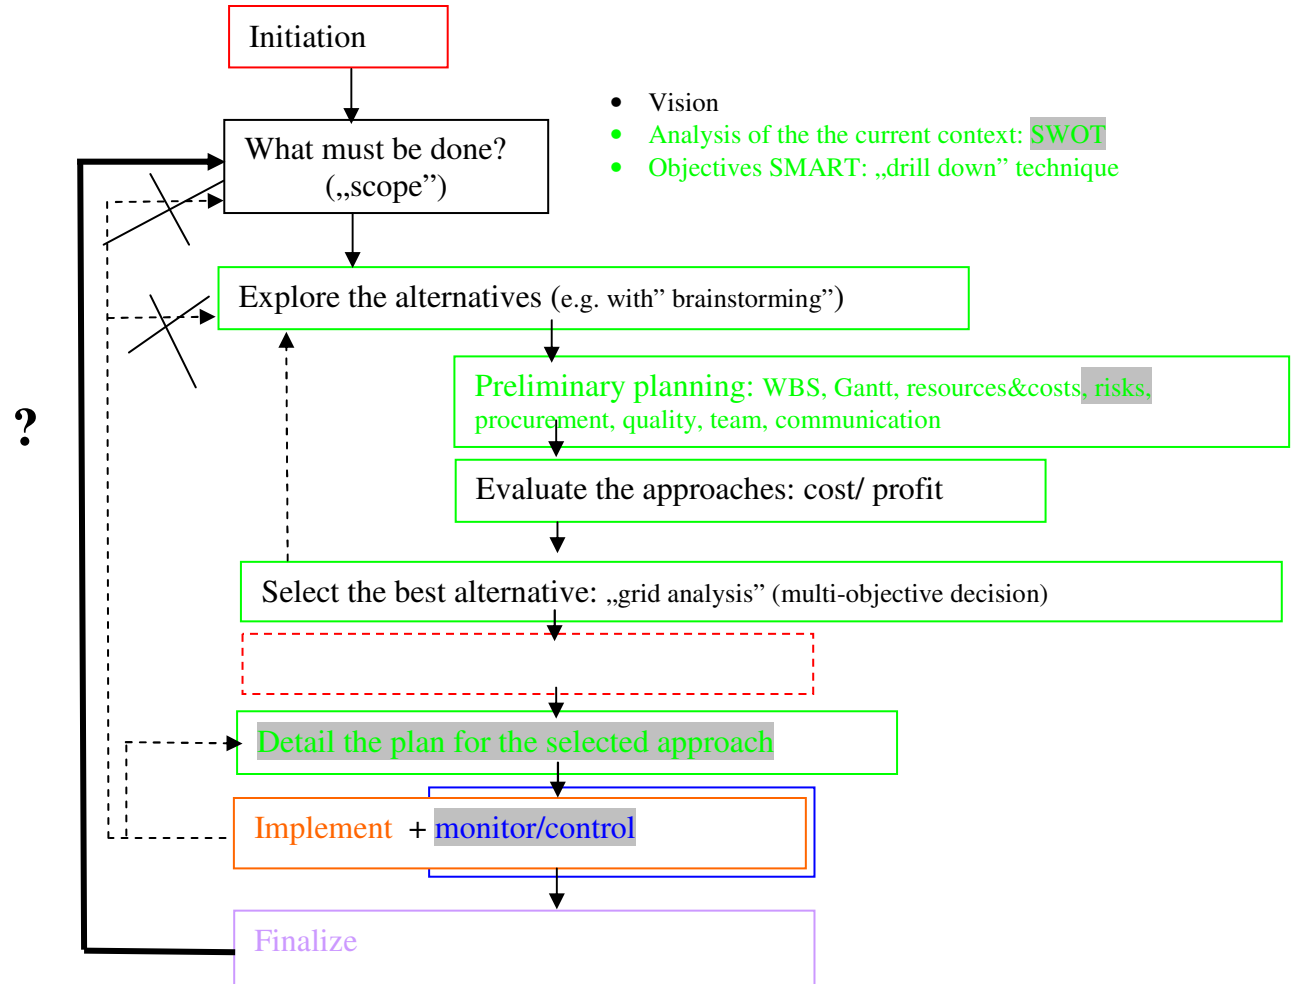 Initiation
• Vision
What must be done?
(„scope”)
• Analysis of the the current context: SWOT
• Objectives SMART: „drill down” technique
Explore the alternatives (e.g. with” brainstorming”)
Preliminary planning: WBS, Gantt, resources&costs, risks,
procurement, quality, team, communication
?
Evaluate the approaches: cost/ profit
Select the best alternative: „grid analysis” (multi-objective decision)
Detail the plan for the selected approach
Implement + monitor/control
Finalize